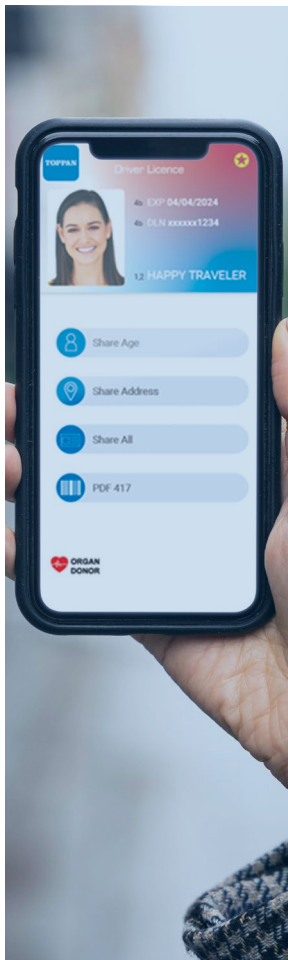 TOPPAN
Driver Licence
4b EXP 04/04/2024
4b DLN xxxxxx1234
1,2 HAPPY TRAVELER
Share Age
Share Address
Share All
PDF 417
ORGAN
DONOR